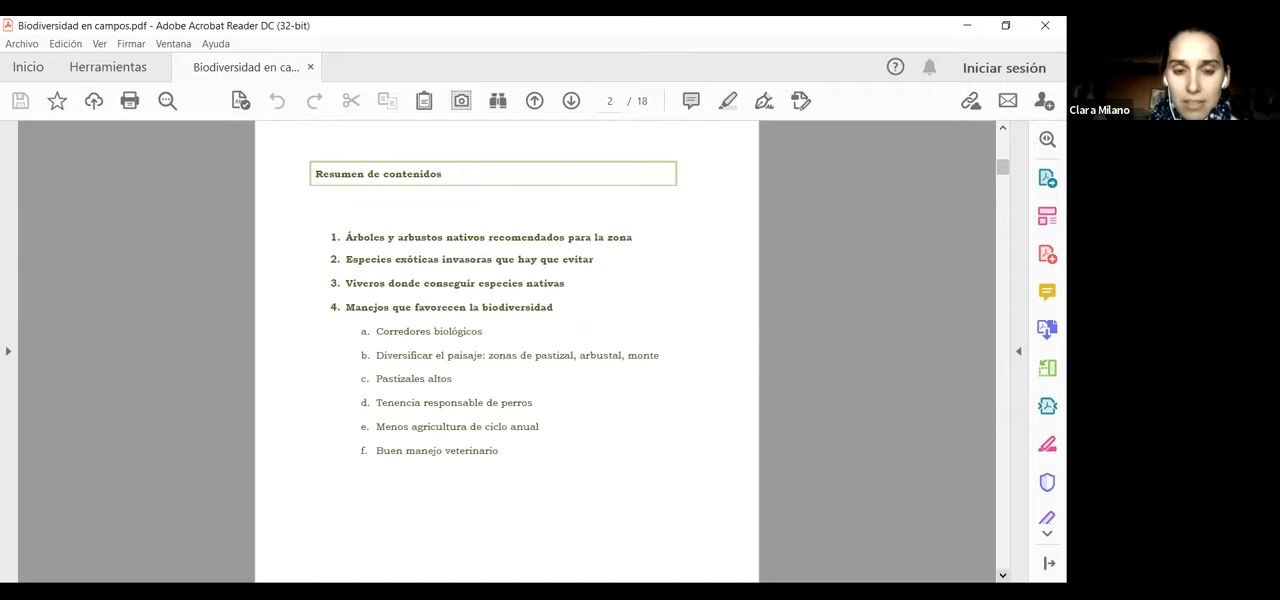 Biodiversidad en campos.pdf - Adobe Acrobat Reader DC (32-bit)
Archivo Edición Ver Firmar Ventana Ayuda
Inicio Herramientas Biodiversidad en ca... × Iniciar sesión
2 / 18
Clara Milano
Resumen de contenidos
1. Árboles y arbustos nativos recomendados para la zona
2. Especies exóticas invasoras que hay que evitar
3. Viveros donde conseguir especies nativas
4. Manejos que favorecen la biodiversidad
a. Corredores biológicos
b. Diversificar el paisaje: zonas de pastizal, arbustal, monte
c. Pastizales altos
d. Tenencia responsable de perros
e. Menos agricultura de ciclo anual
f. Buen manejo veterinario